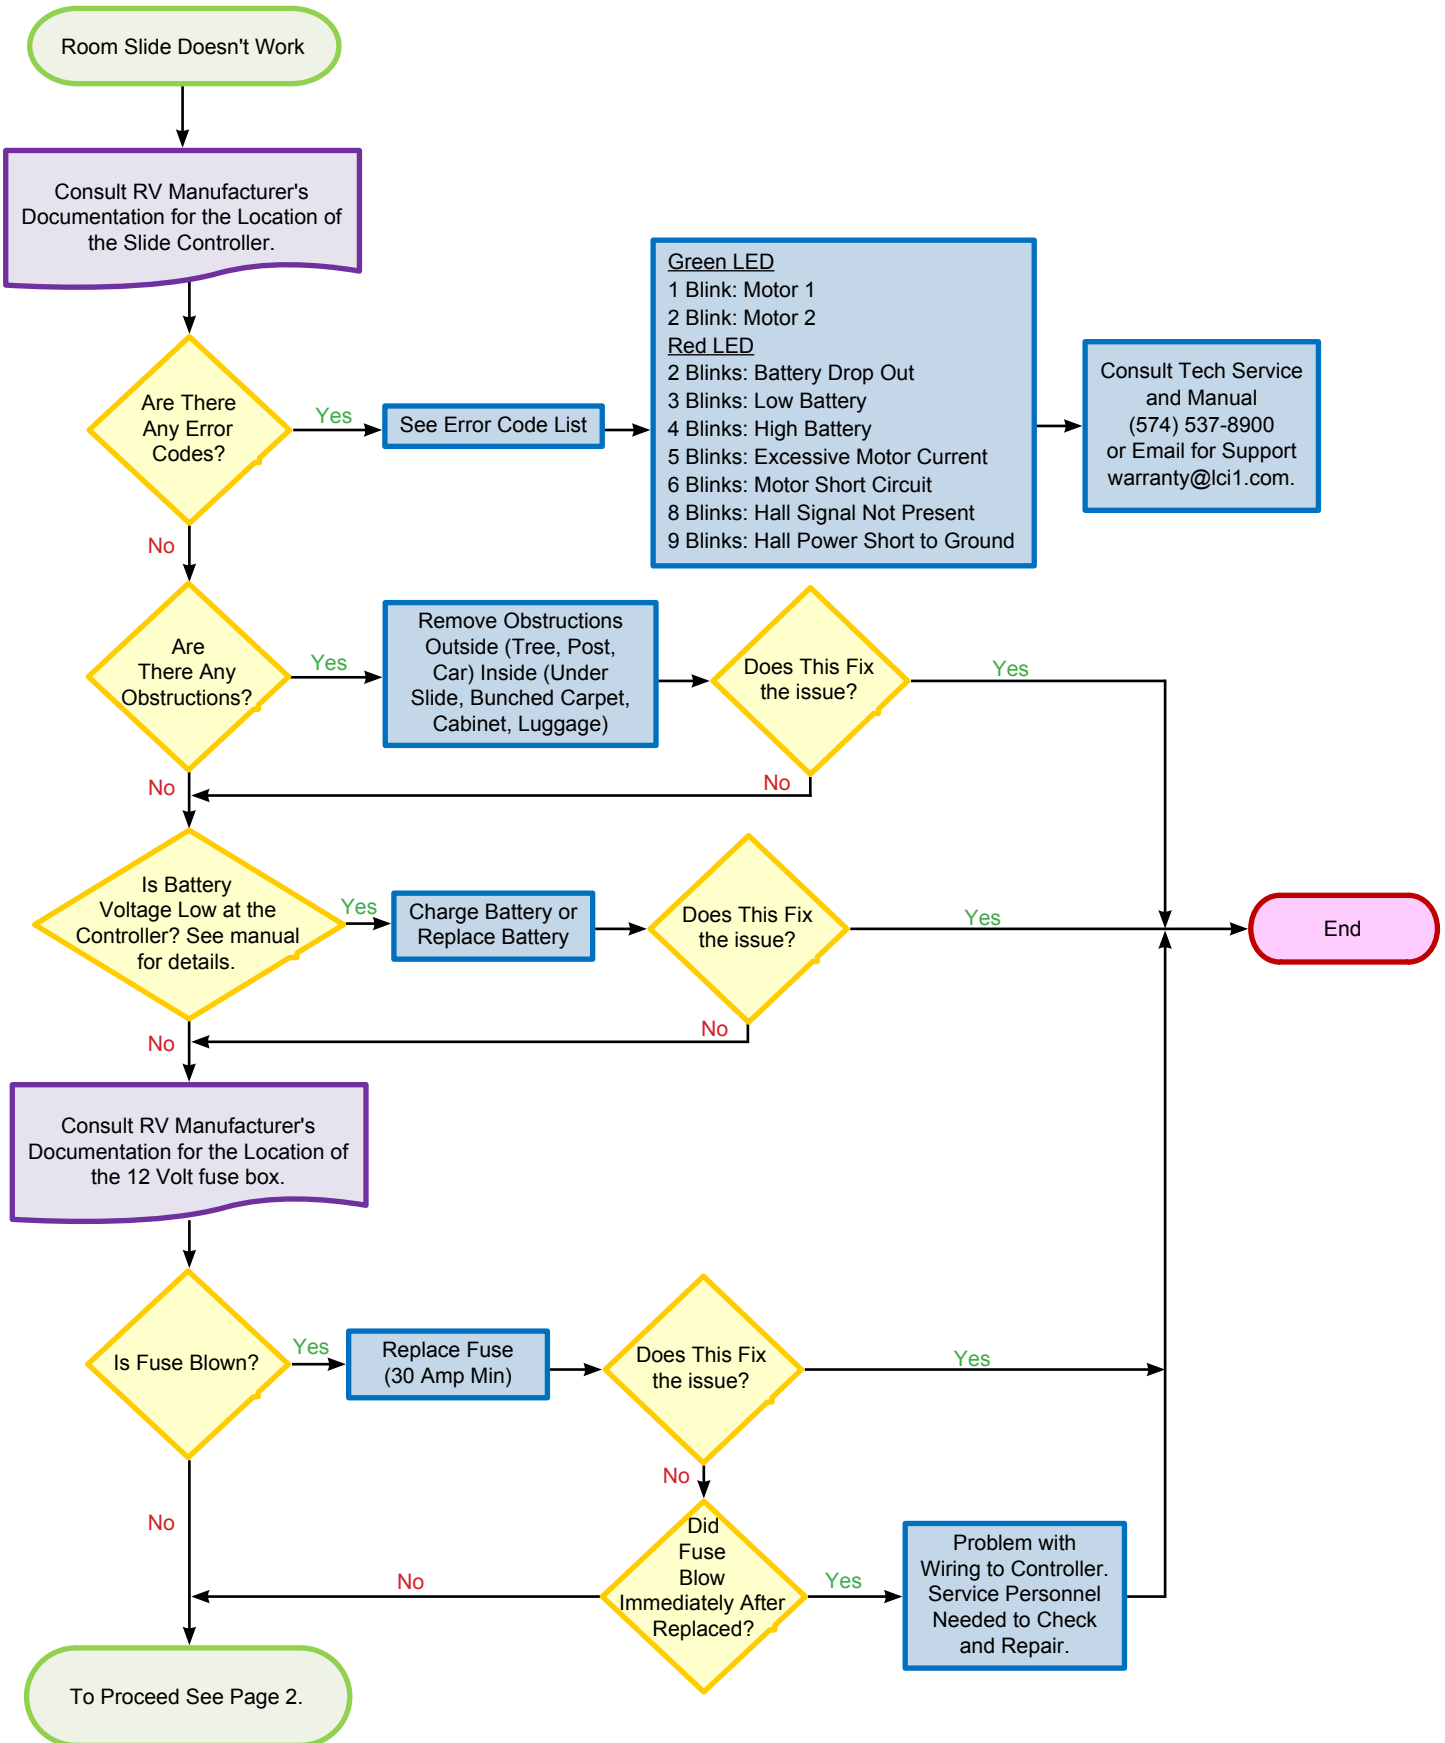 Room Slide Doesn't Work
Consult RV Manufacturer's
Documentation for the Location of
the Slide Controller.
Are There
Any Error
Codes?
Yes
See Error Code List
Green LED
1 Blink: Motor 1
2 Blink: Motor 2
Red LED
2 Blinks: Battery Drop Out
3 Blinks: Low Battery
4 Blinks: High Battery
5 Blinks: Excessive Motor Current
6 Blinks: Motor Short Circuit
8 Blinks: Hall Signal Not Present
9 Blinks: Hall Power Short to Ground
Consult Tech Service
and Manual
(574) 537-8900
or Email for Support
warranty@lci1.com.
No
Are
There Any
Obstructions?
Yes
Remove Obstructions
Outside (Tree, Post,
Car) Inside (Under
Slide, Bunched Carpet,
Cabinet, Luggage)
Does This Fix
the issue?
Yes
No
No
Is Battery
Voltage Low at the
Controller? See manual
for details.
Yes
Charge Battery or
Replace Battery
Does This Fix
the issue?
Yes
End
No
No
Consult RV Manufacturer's
Documentation for the Location of
the 12 Volt fuse box.
Is Fuse Blown?
Yes
Replace Fuse
(30 Amp Min)
Does This Fix
the issue?
Yes
No
No
Did
Fuse
Blow
Immediately After
Replaced?
No
Yes
Problem with
Wiring to Controller.
Service Personnel
Needed to Check
and Repair.
To Proceed See Page 2.